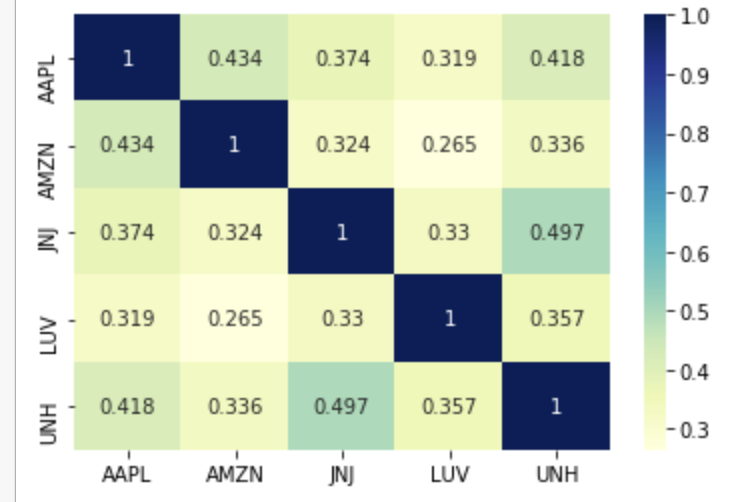 AAPL 1 0.434 0.374 0.319 0.418
AMZN 0.434 1 0.324 0.265 0.336
JNJ 0.374 0.324 1 0.33 0.497
LUV 0.319 0.265 0.33 1 0.357
UNH 0.418 0.336 0.497 0.357 1
AAPL AMZN JNJ LUV UNH
1.0
0.9
0.8
0.7
0.6
0.5
0.4
0.3